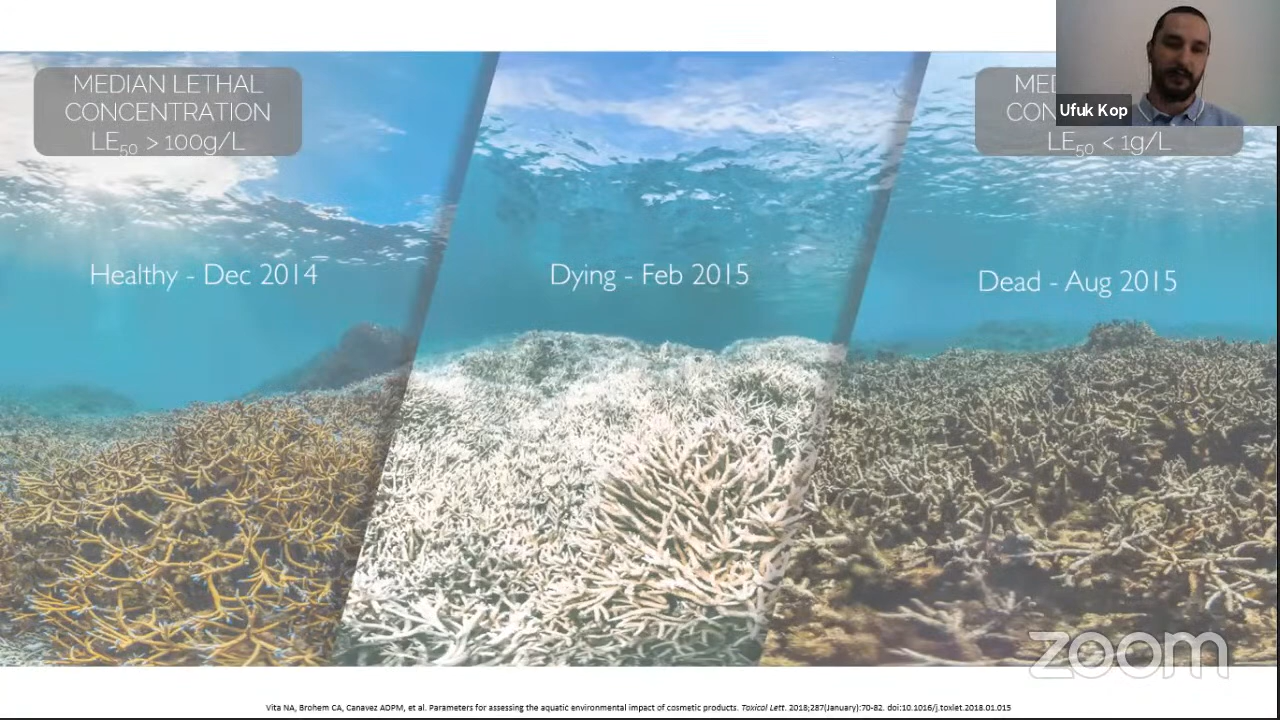 MEDIAN LETHAL
CONCENTRATION
LE50 > 100g/L
LE50 < 1g/L
Ufuk Kop
Healthy - Dec 2014
Dying - Feb 2015
Dead - Aug 2015
zoom
Vita NA, Brohem CA, Canavez ADPM, et al. Parameters for assessing the aquatic environmental impact of cosmetic products. Toxicol Lett. 2018;287(January):70-82. doi:10.1016/j.toxlet.2018.01.015